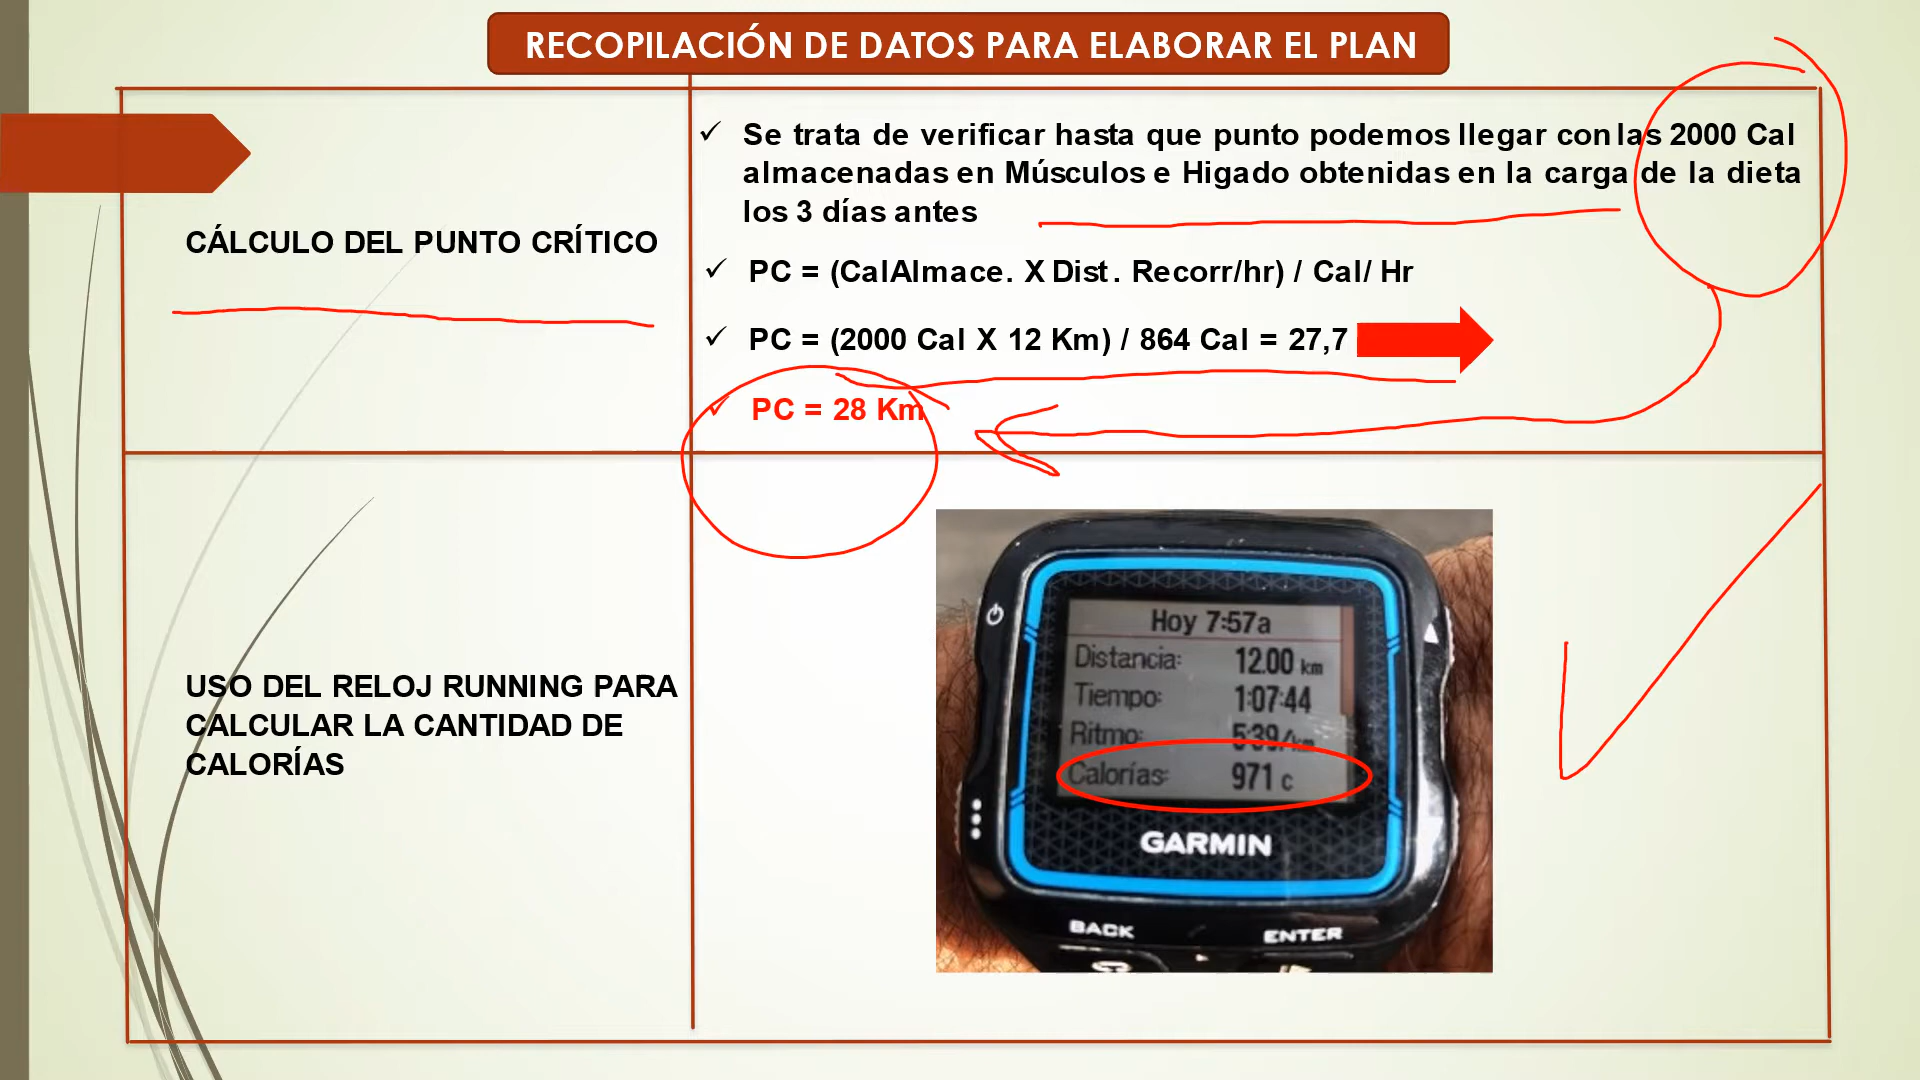 RECOPILACIÓN DE DATOS PARA ELABORAR EL PLAN
CÁLCULO DEL PUNTO CRÍTICO
Se trata de verificar hasta que punto podemos llegar con las 2000 Cal
almacenadas en Músculos e Higado obtenidas en la carga de la dieta
los 3 días antes
PC = (CalAlmace. X Dist. Recorr/hr) / Cal/ Hr
PC = (2000 Cal X 12 Km) / 864 Cal = 27,7
PC = 28 Km
USO DEL RELOJ RUNNING PARA
CALCULAR LA CANTIDAD DE
CALORÍAS
Hoy 7:57a
Distancia: 12.00 km
Tiempo: 1:07:44
Ritmo: 5:39/km
Calorías: 971 c
GARMIN
BACK ENTER